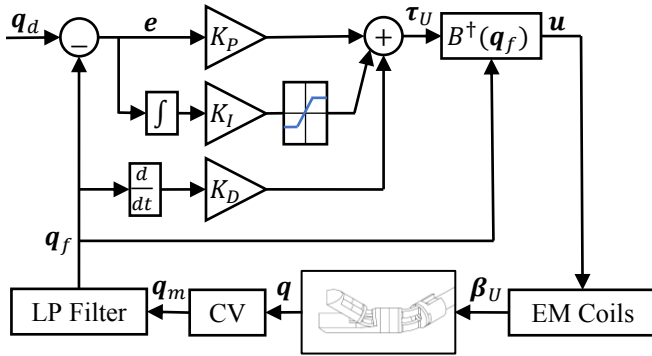 q_d
−
e
K_P
+
τ_U
B†(q_f)
u
∫
K_I
d/dt
K_D
q_f
LP Filter
q_m
CV
q
β_U
EM Coils